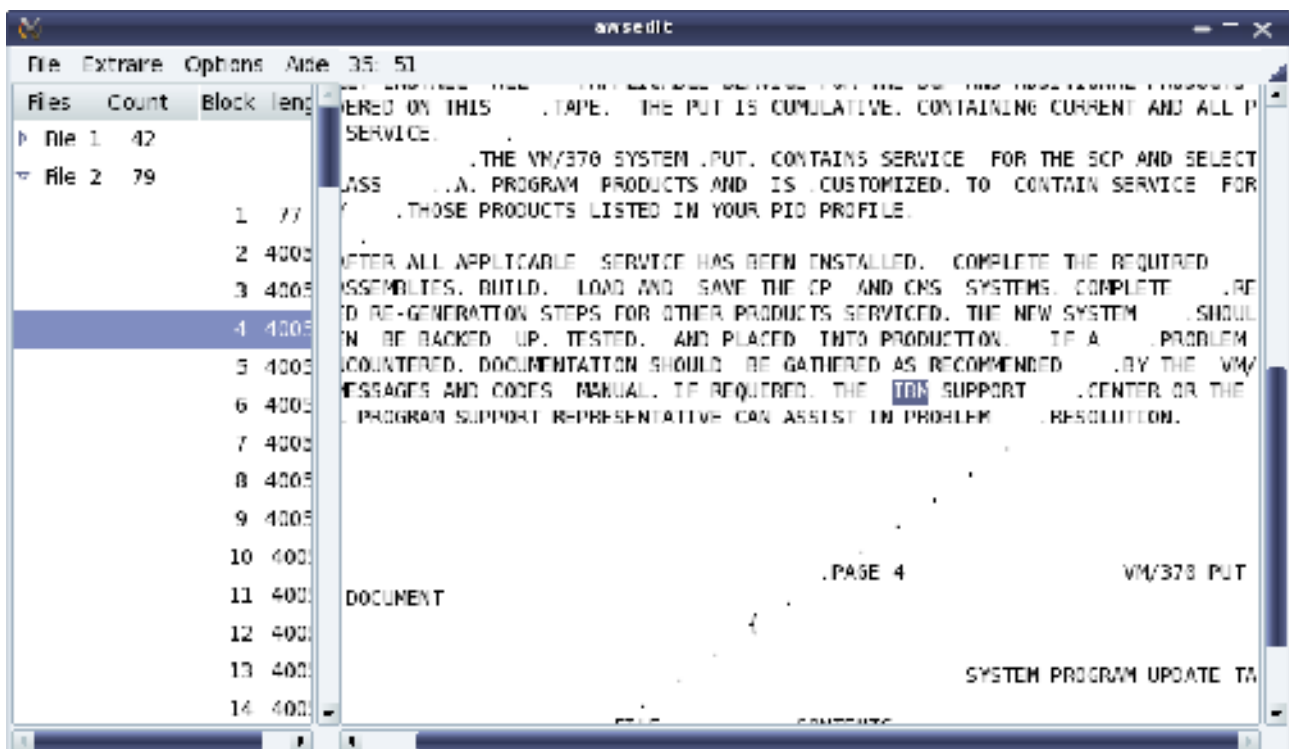 awsedit
File Extraire Options Aide 35: 51
Files Count Block leng
File 1 42
File 2 79
1 77
2 4005
3 4005
4 4005
5 4005
6 4005
7 4005
8 4005
9 4005
10 400
11 400
12 400
13 400
14 400
ERED ON THIS .TAPE. THE PUT IS CUMULATIVE. CONTAINING CURRENT AND ALL P
SERVICE. .
.THE VM/370 SYSTEM .PUT. CONTAINS SERVICE FOR THE SCP AND SELECT
LASS ..A. PROGRAM PRODUCTS AND IS .CUSTOMIZED. TO CONTAIN SERVICE FOR
.THOSE PRODUCTS LISTED IN YOUR PID PROFILE.
.
AFTER ALL APPLICABLE SERVICE HAS BEEN INSTALLED. COMPLETE THE REQUIRED
ASSEMBLIES. BUILD. LOAD AND SAVE THE CP AND CMS SYSTEMS. COMPLETE .RE
ED RE-GENERATION STEPS FOR OTHER PRODUCTS SERVICED. THE NEW SYSTEM .SHOUL
EN BE BACKED UP. TESTED. AND PLACED INTO PRODUCTION. IF A .PROBLEM
NCOUNTERED. DOCUMENTATION SHOULD BE GATHERED AS RECOMMENDED .BY THE VM/
MESSAGES AND CODES MANUAL. IF REQUIRED. THE IBM SUPPORT .CENTER OR THE
. PROGRAM SUPPORT REPRESENTATIVE CAN ASSIST IN PROBLEM .RESOLUTION.
.PAGE 4 VM/370 PUT
DOCUMENT .
{
SYSTEM PROGRAM UPDATE TA